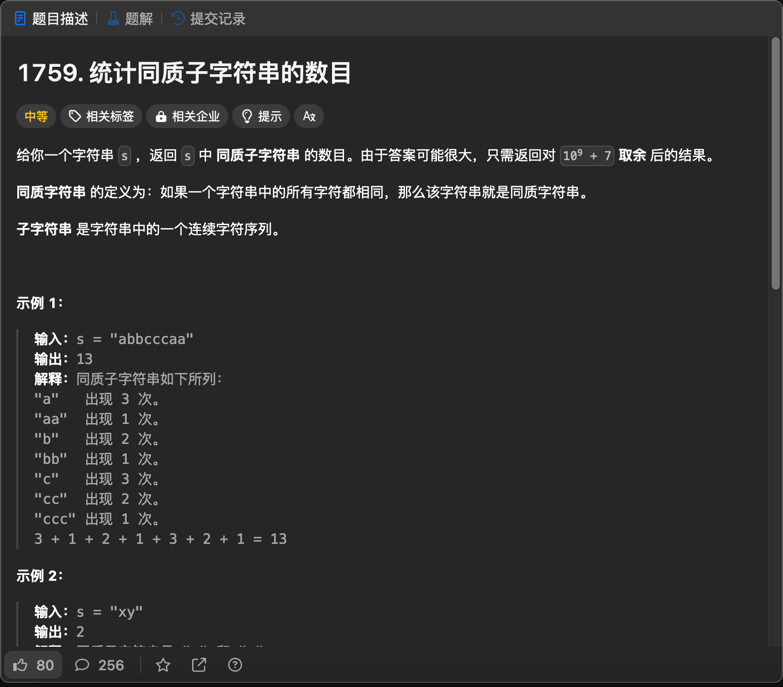 题目描述 题解 提交记录
1759. 统计同质子字符串的数目
中等 相关标签 相关企业 提示 Aぇ
给你一个字符串 s ，返回 s 中 同质子字符串 的数目。由于答案可能很大，只需返回对 10⁹ + 7 取余 后的结果。
同质字符串 的定义为：如果一个字符串中的所有字符都相同，那么该字符串就是同质字符串。
子字符串 是字符串中的一个连续字符序列。
示例 1：
输入：s = "abbcccaa"
输出：13
解释：同质子字符串如下所列：
"a" 出现 3 次。
"aa" 出现 1 次。
"b" 出现 2 次。
"bb" 出现 1 次。
"c" 出现 3 次。
"cc" 出现 2 次。
"ccc" 出现 1 次。
3 + 1 + 2 + 1 + 3 + 2 + 1 = 13
示例 2：
输入：s = "xy"
输出：2
80 256